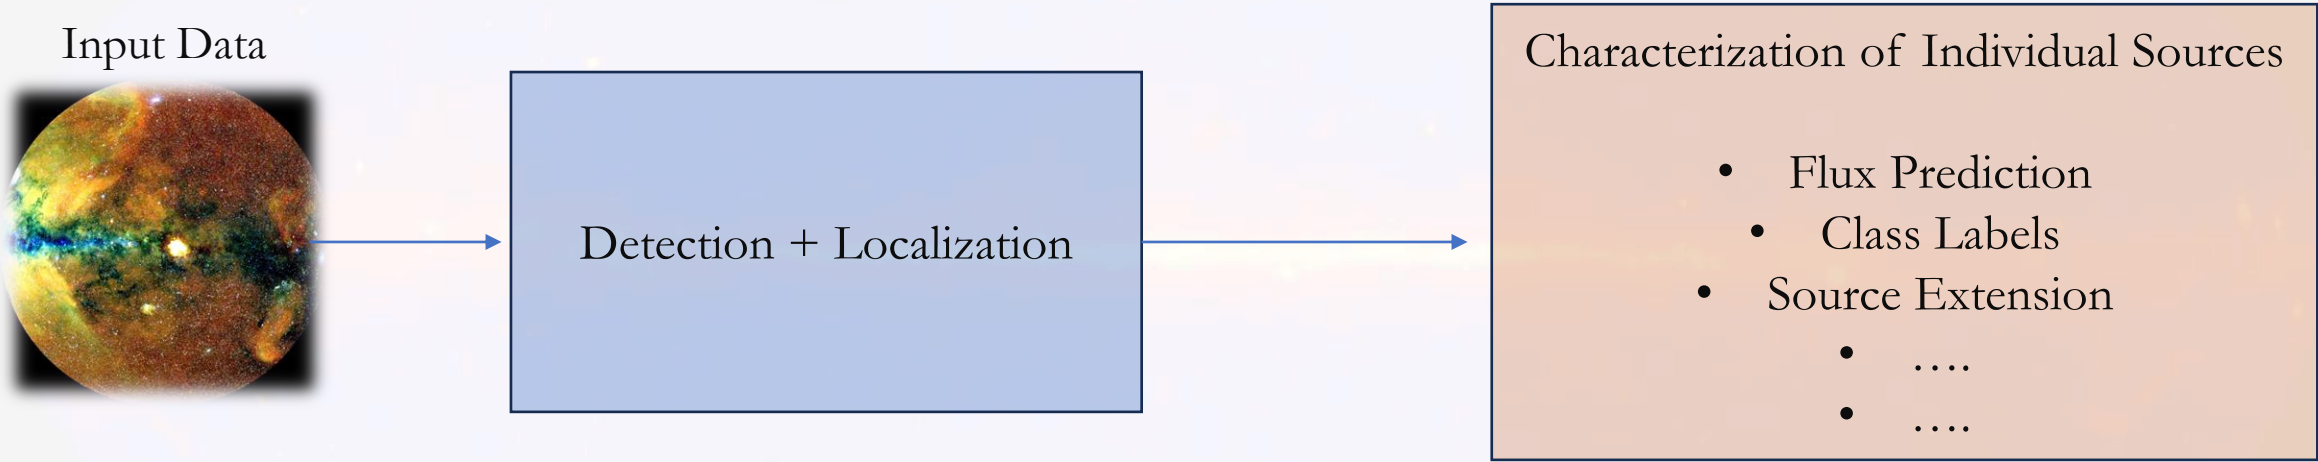 Input Data
Detection + Localization
Characterization of Individual Sources
• Flux Prediction
• Class Labels
• Source Extension
• ....
• ....